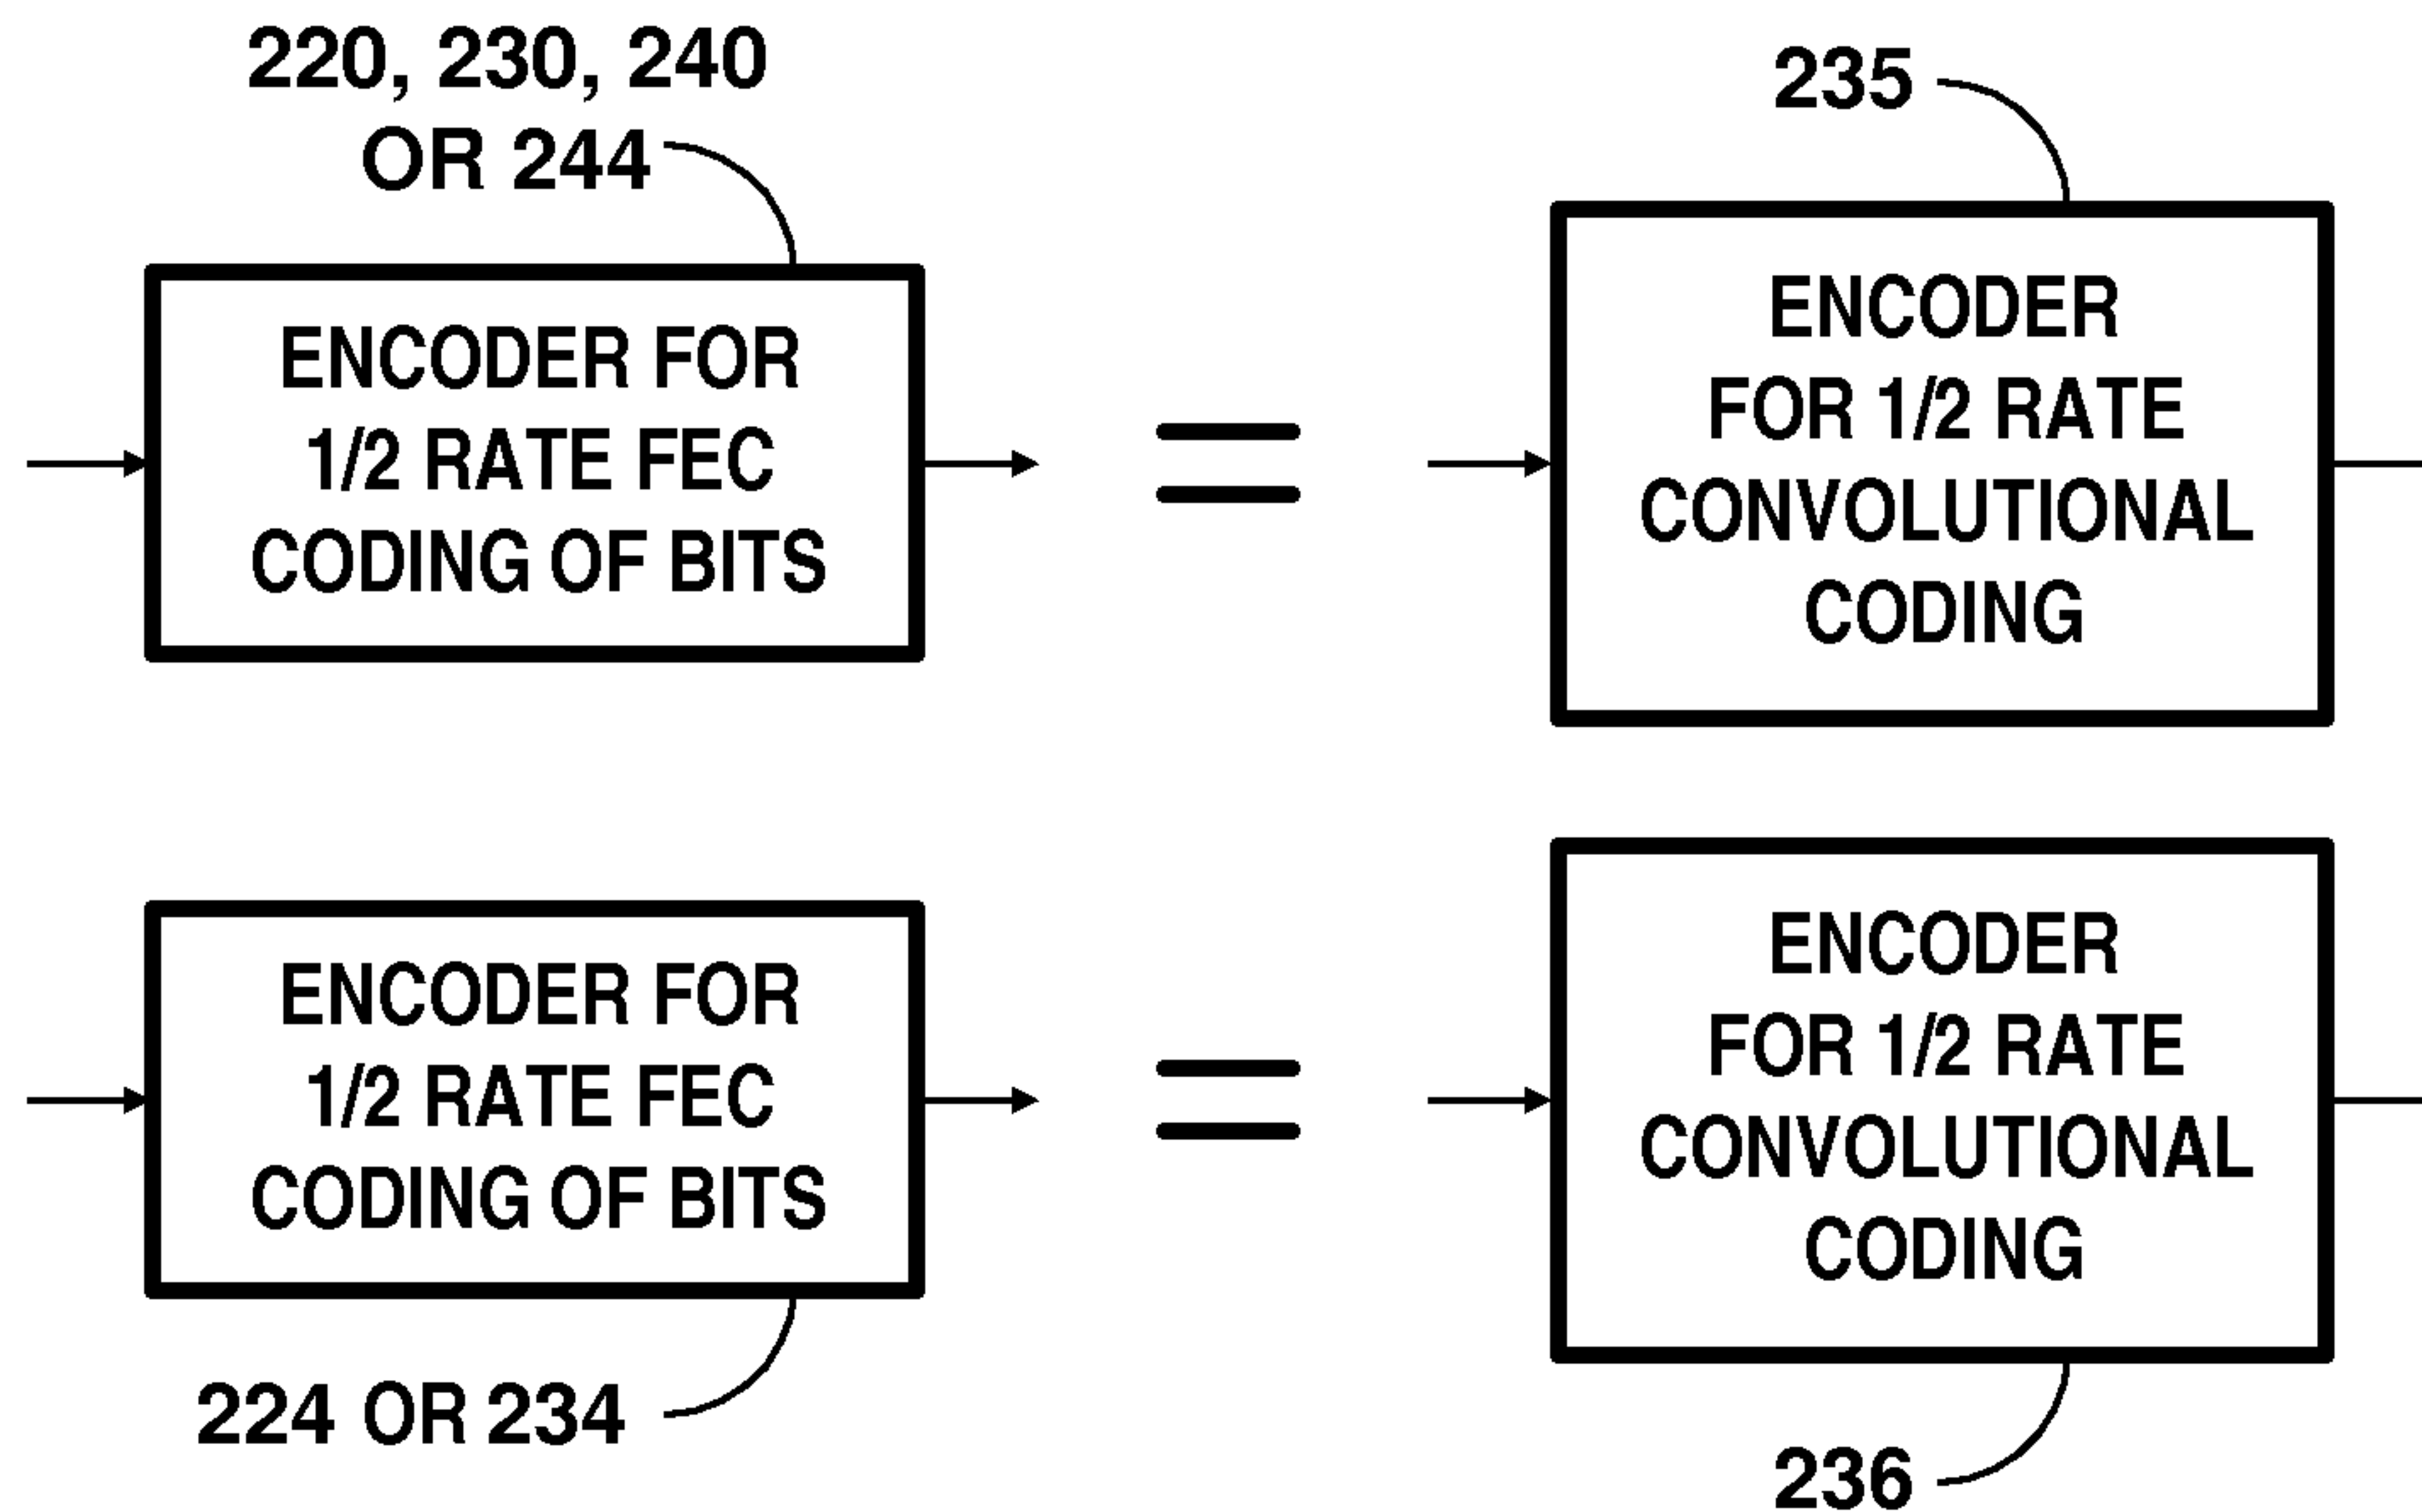 220, 230, 240
OR 244
ENCODER FOR
1/2 RATE FEC
CODING OF BITS
235
ENCODER
FOR 1/2 RATE
CONVOLUTIONAL
CODING
ENCODER FOR
1/2 RATE FEC
CODING OF BITS
224 OR 234
ENCODER
FOR 1/2 RATE
CONVOLUTIONAL
CODING
236